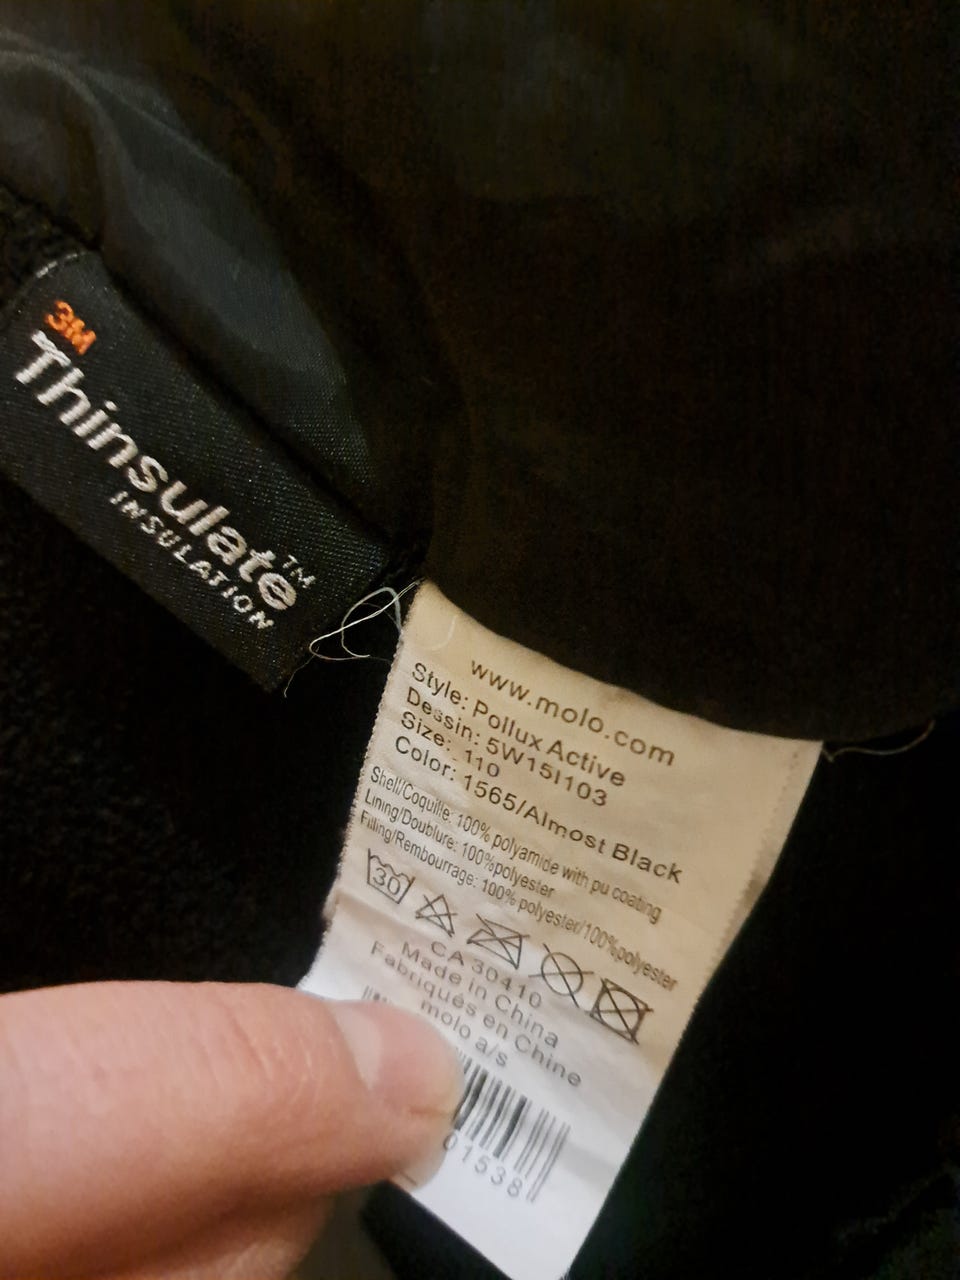 3M
Thinsulate™
INSULATION
www.molo.com
Style: Pollux Active
Dessin: 5W15I103
Size: 110
Color: 1565/Almost Black
Shell/Coquille: 100% polyamide with pu coating
Lining/Doublure: 100%polyester
Filling/Rembourrage: 100% polyester/100%polyester
30
CA 30410
Made in China
Fabriqués en Chine
molo a/s
01538